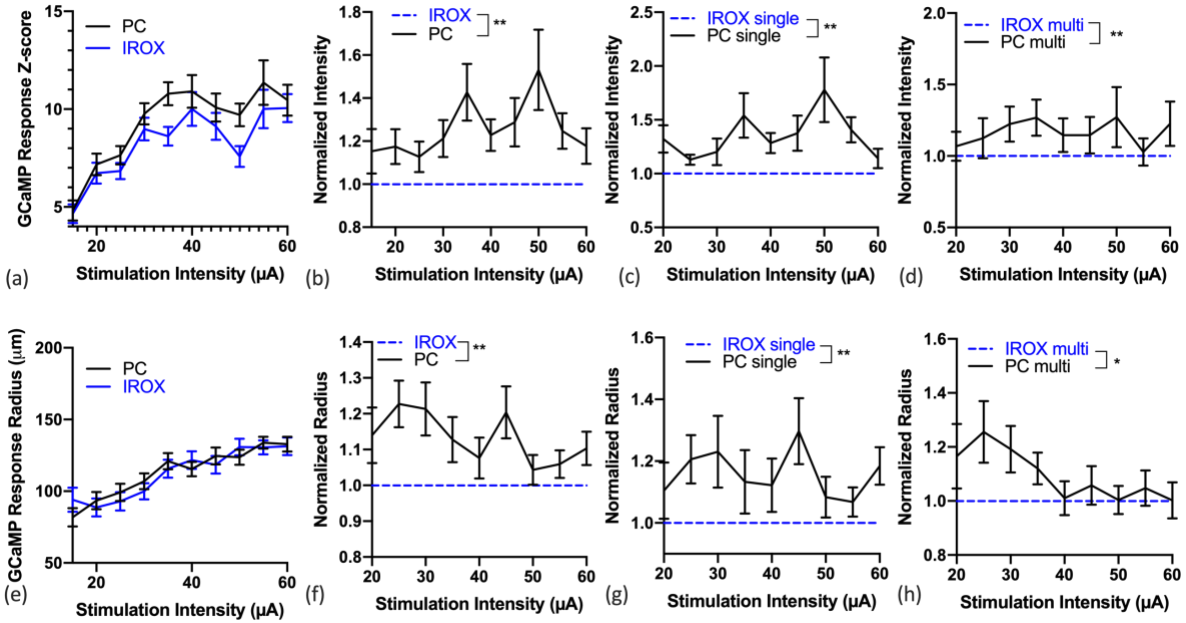 GCaMP Response Z-score
15
10
5
PC
IROX
20
40
60
Stimulation Intensity (µA)
(a)
Normalized Intensity
1.8
1.6
1.4
1.2
1.0
0.8
IROX
PC
**
20
30
40
50
60
Stimulation Intensity (µA)
(b)
Normalized Intensity
2.5
2.0
1.5
1.0
0.5
IROX single
PC single
**
20
30
40
50
60
Stimulation Intensity (µA)
(c)
Normalized Intensity
2.0
1.5
1.0
0.5
IROX multi
PC multi
**
20
30
40
50
60
Stimulation Intensity (µA)
(d)
GCaMP Response Radius (µm)
200
150
100
50
PC
IROX
20
40
60
Stimulation Intensity (µA)
(e)
Normalized Radius
1.4
1.3
1.2
1.1
1.0
0.9
0.8
IROX
PC
**
20
30
40
50
60
Stimulation Intensity (µA)
(f)
Normalized Radius
1.6
1.4
1.2
1.0
IROX single
PC single
**
20
30
40
50
60
Stimulation Intensity (µA)
(g)
Normalized Radius
1.6
1.4
1.2
1.0
0.8
IROX multi
PC multi
*
20
30
40
50
60
Stimulation Intensity (µA)
(h)